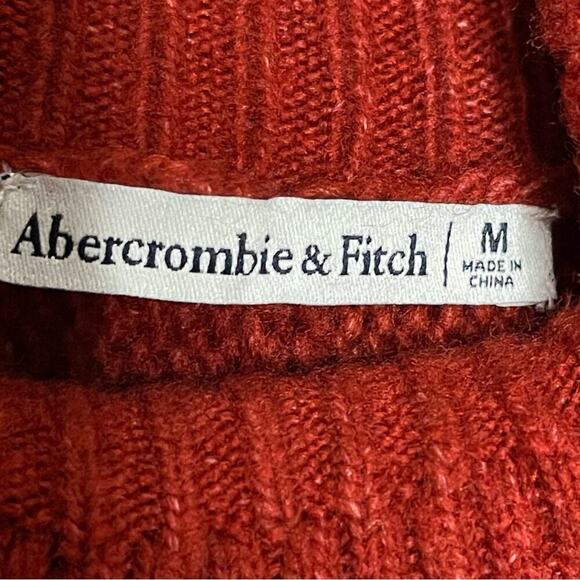 Abercrombie & Fitch | M
MADE IN
CHINA